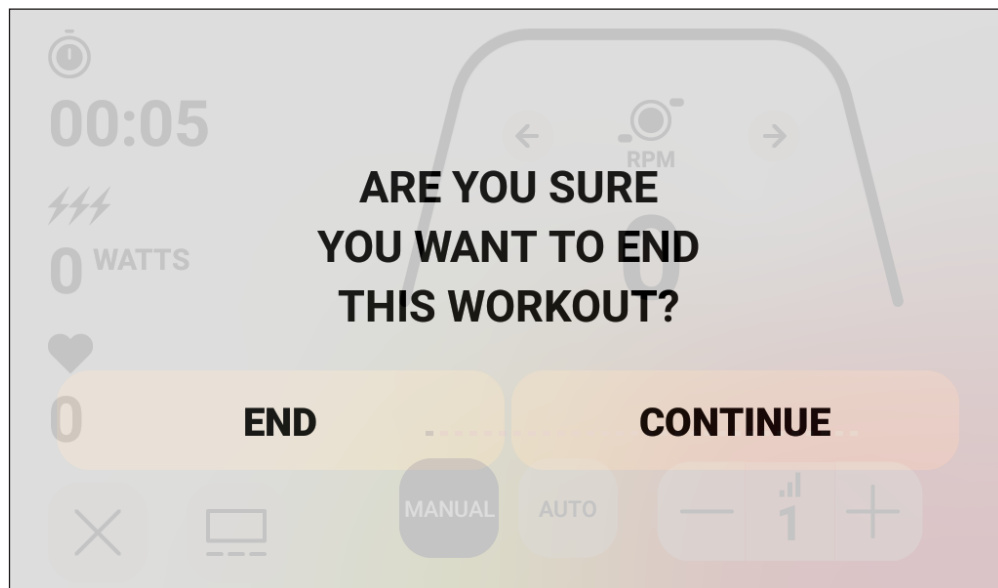 00:05
RPM
ARE YOU SURE
0 WATTS
YOU WANT TO END
0
THIS WORKOUT?
0
END
CONTINUE
MANUAL
AUTO
1